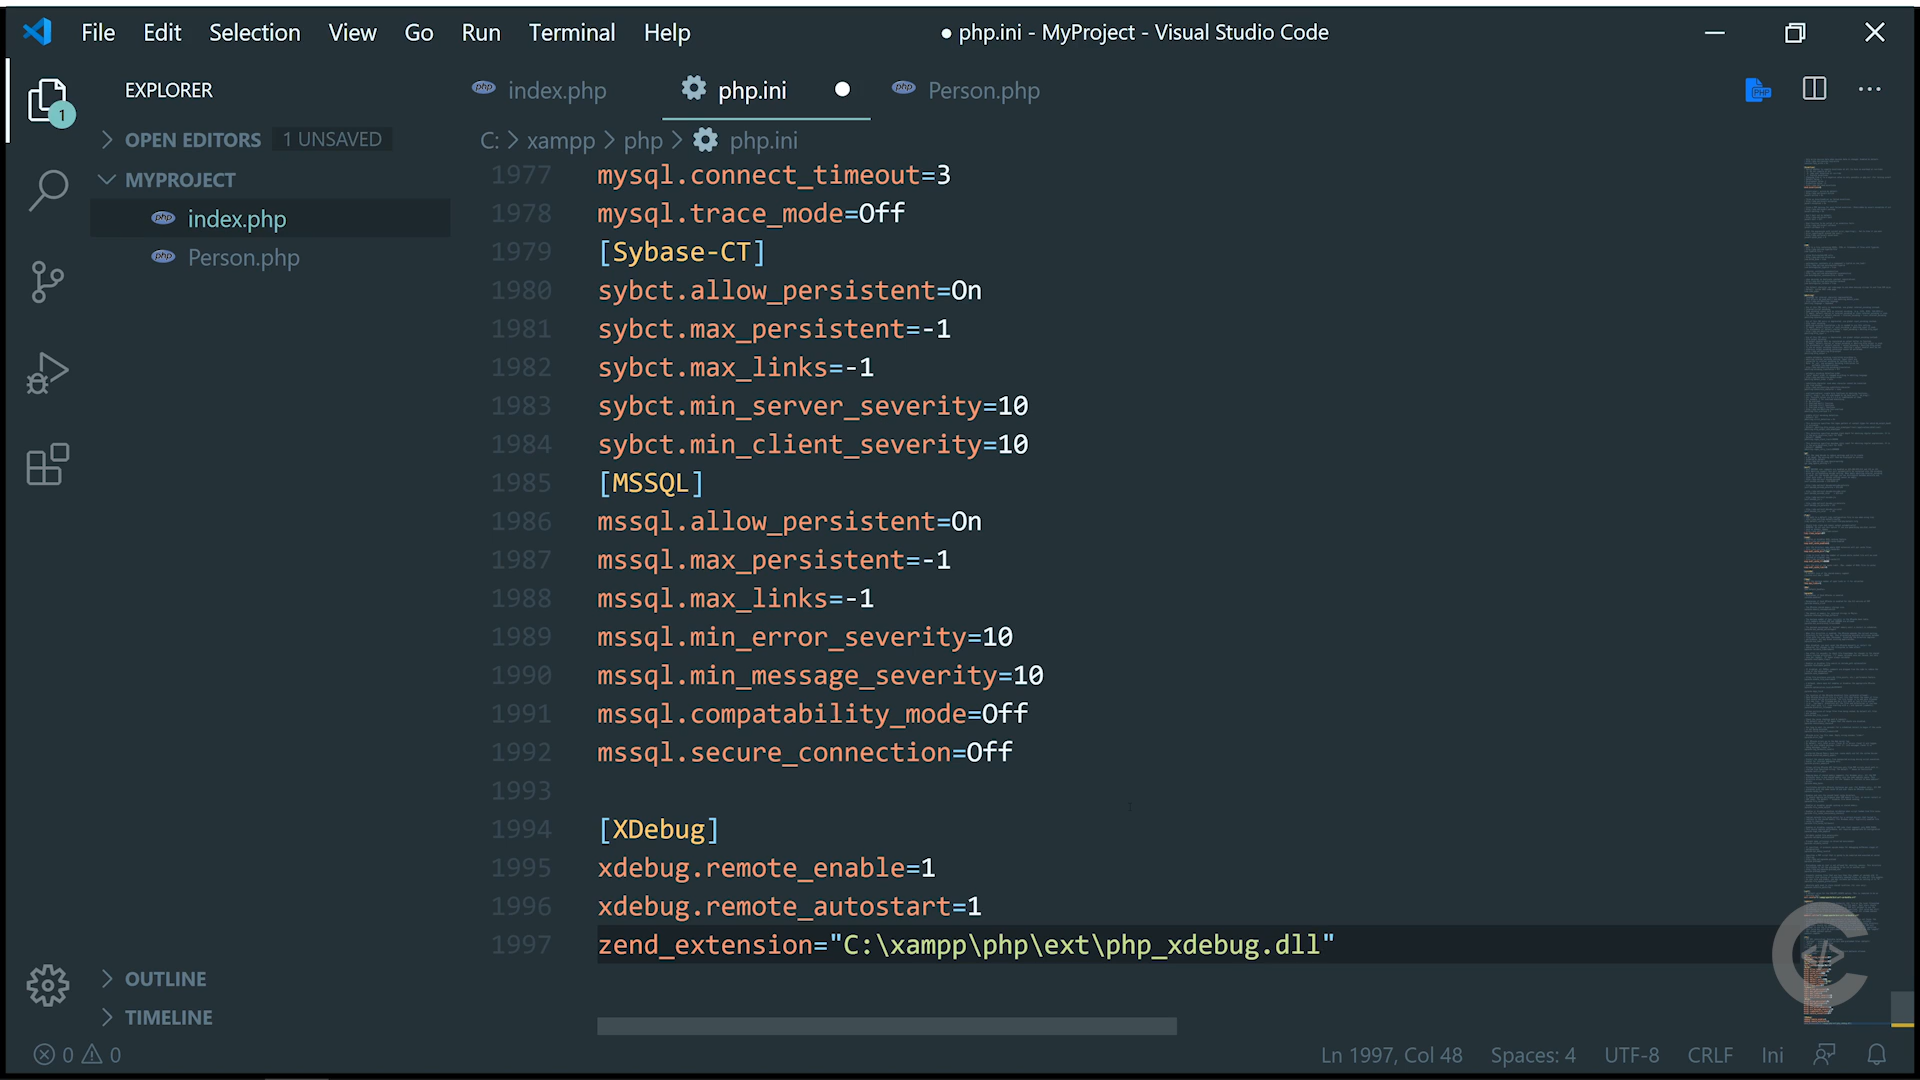 File Edit Selection View Go Run Terminal Help
● php.ini - MyProject - Visual Studio Code
EXPLORER
1
OPEN EDITORS 1 UNSAVED
MYPROJECT
php index.php
php Person.php
OUTLINE
TIMELINE
php index.php
php.ini
php Person.php
PHP
C: > xampp > php > php.ini
1977 mysql.connect_timeout=3
1978 mysql.trace_mode=Off
1979 [Sybase-CT]
1980 sybct.allow_persistent=On
1981 sybct.max_persistent=-1
1982 sybct.max_links=-1
1983 sybct.min_server_severity=10
1984 sybct.min_client_severity=10
1985 [MSSQL]
1986 mssql.allow_persistent=On
1987 mssql.max_persistent=-1
1988 mssql.max_links=-1
1989 mssql.min_error_severity=10
1990 mssql.min_message_severity=10
1991 mssql.compatability_mode=Off
1992 mssql.secure_connection=Off
1993
1994 [XDebug]
1995 xdebug.remote_enable=1
1996 xdebug.remote_autostart=1
1997 zend_extension="C:\xampp\php\ext\php_xdebug.dll"
0 0
Ln 1997, Col 48 Spaces: 4 UTF-8 CRLF Ini